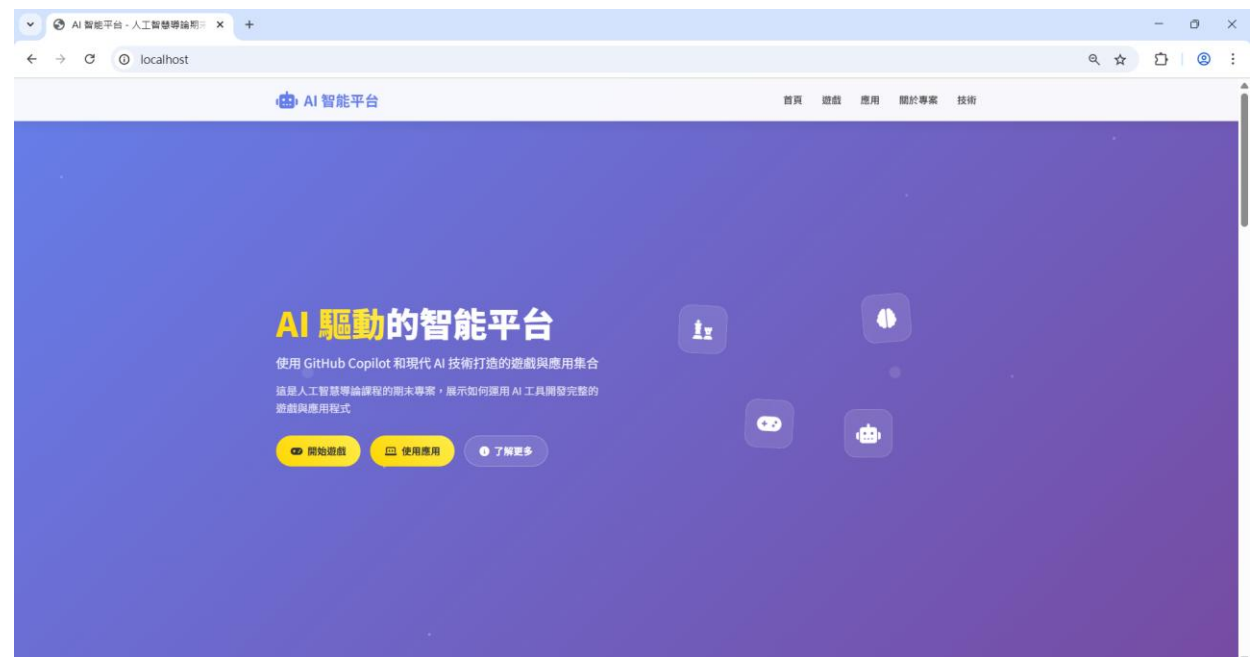 AI 智能平台 - 人工智慧導論期
localhost
AI 智能平台
首頁 遊戲 應用 關於專案 技術
AI 驅動的智能平台
使用 GitHub Copilot 和現代 AI 技術打造的遊戲與應用集合
這是人工智慧導論課程的期末專案，展示如何運用 AI 工具開發完整的
遊戲與應用程式
開始遊戲 使用應用 了解更多